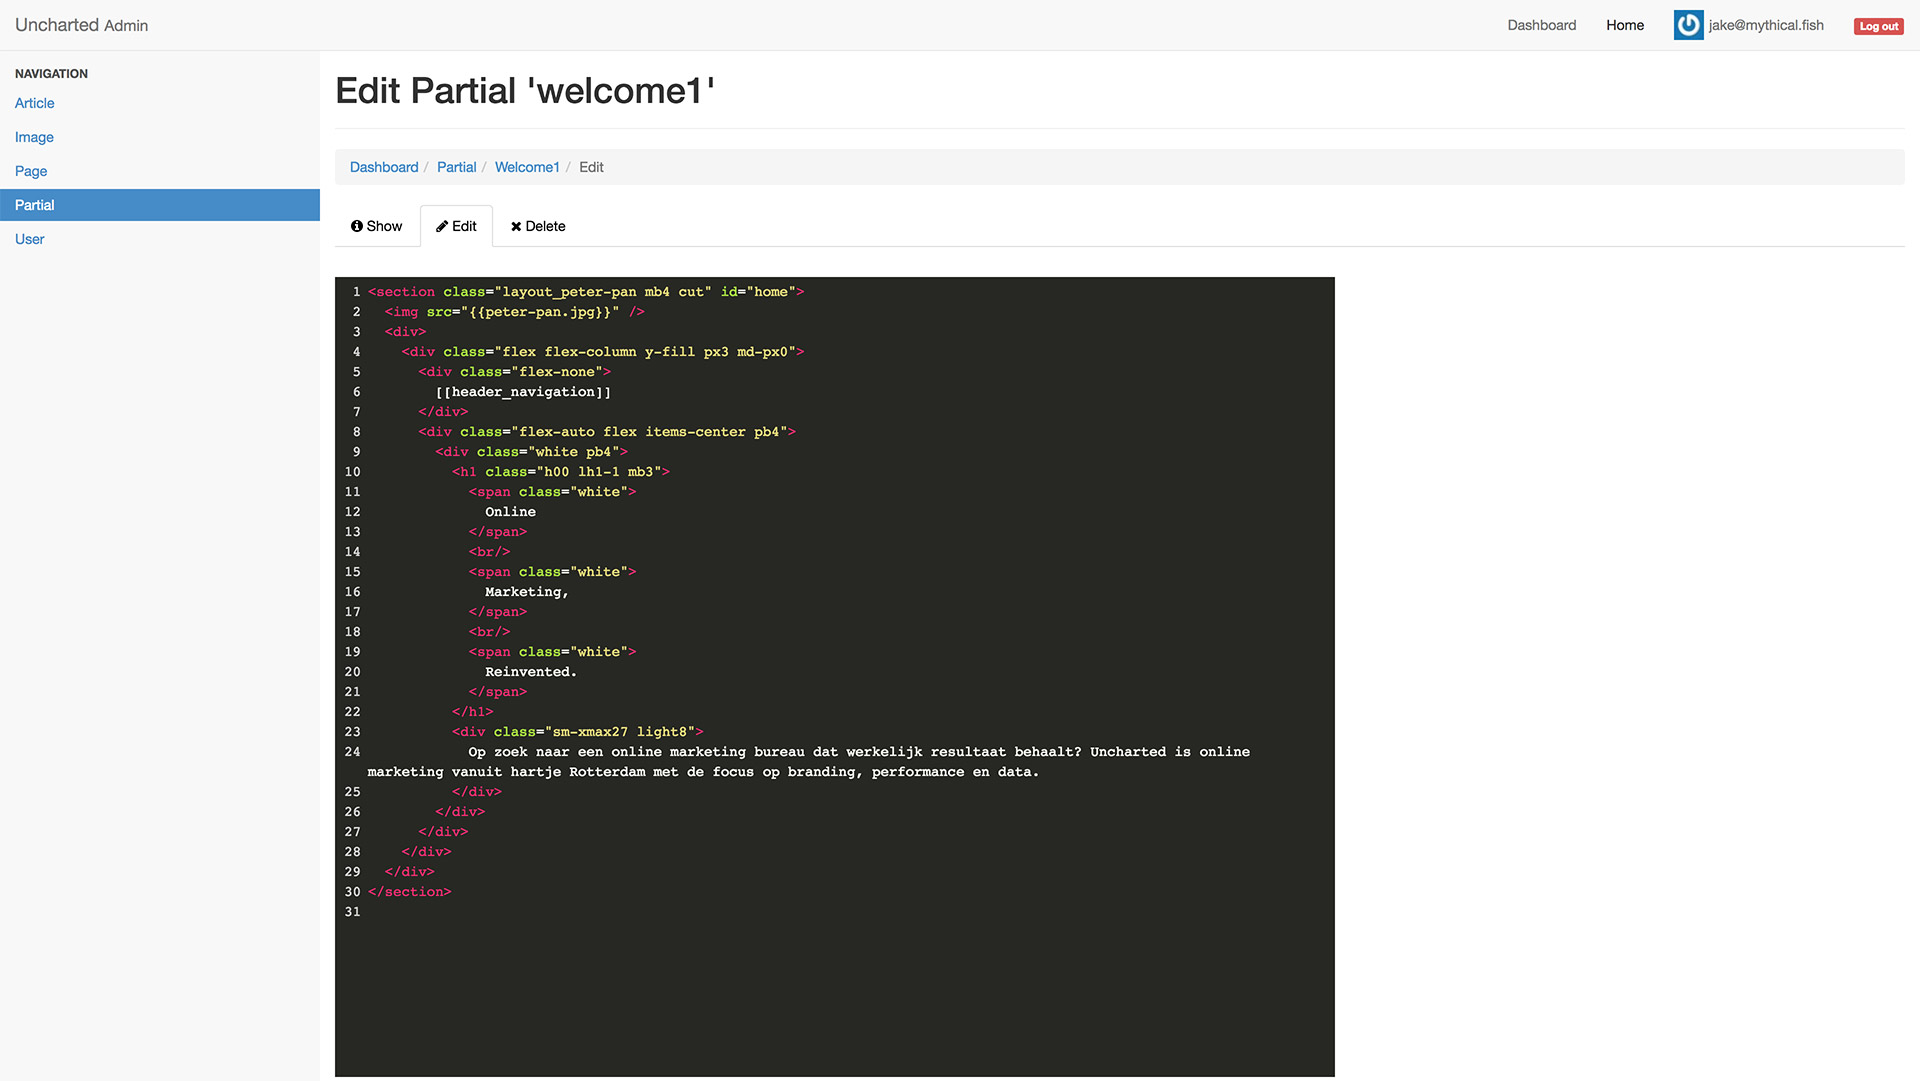 Uncharted Admin
Dashboard Home jake@mythical.fish Log out
NAVIGATION
Article
Image
Page
Partial
User
Edit Partial 'welcome1'
Dashboard / Partial / Welcome1 / Edit
Show Edit Delete
1 <section class="layout_peter-pan mb4 cut" id="home">
2   <img src="{{peter-pan.jpg}}" />
3   <div>
4     <div class="flex flex-column y-fill px3 md-px0">
5       <div class="flex-none">
6         [[header_navigation]]
7       </div>
8       <div class="flex-auto flex items-center pb4">
9         <div class="white pb4">
10           <h1 class="h00 lh1-1 mb3">
11             <span class="white">
12               Online
13             </span>
14             <br/>
15             <span class="white">
16               Marketing,
17             </span>
18             <br/>
19             <span class="white">
20               Reinvented.
21             </span>
22           </h1>
23           <div class="sm-xmax27 light8">
24             Op zoek naar een online marketing bureau dat werkelijk resultaat behaalt? Uncharted is online
marketing vanuit hartje Rotterdam met de focus op branding, performance en data.
25           </div>
26         </div>
27       </div>
28     </div>
29   </div>
30 </section>
31